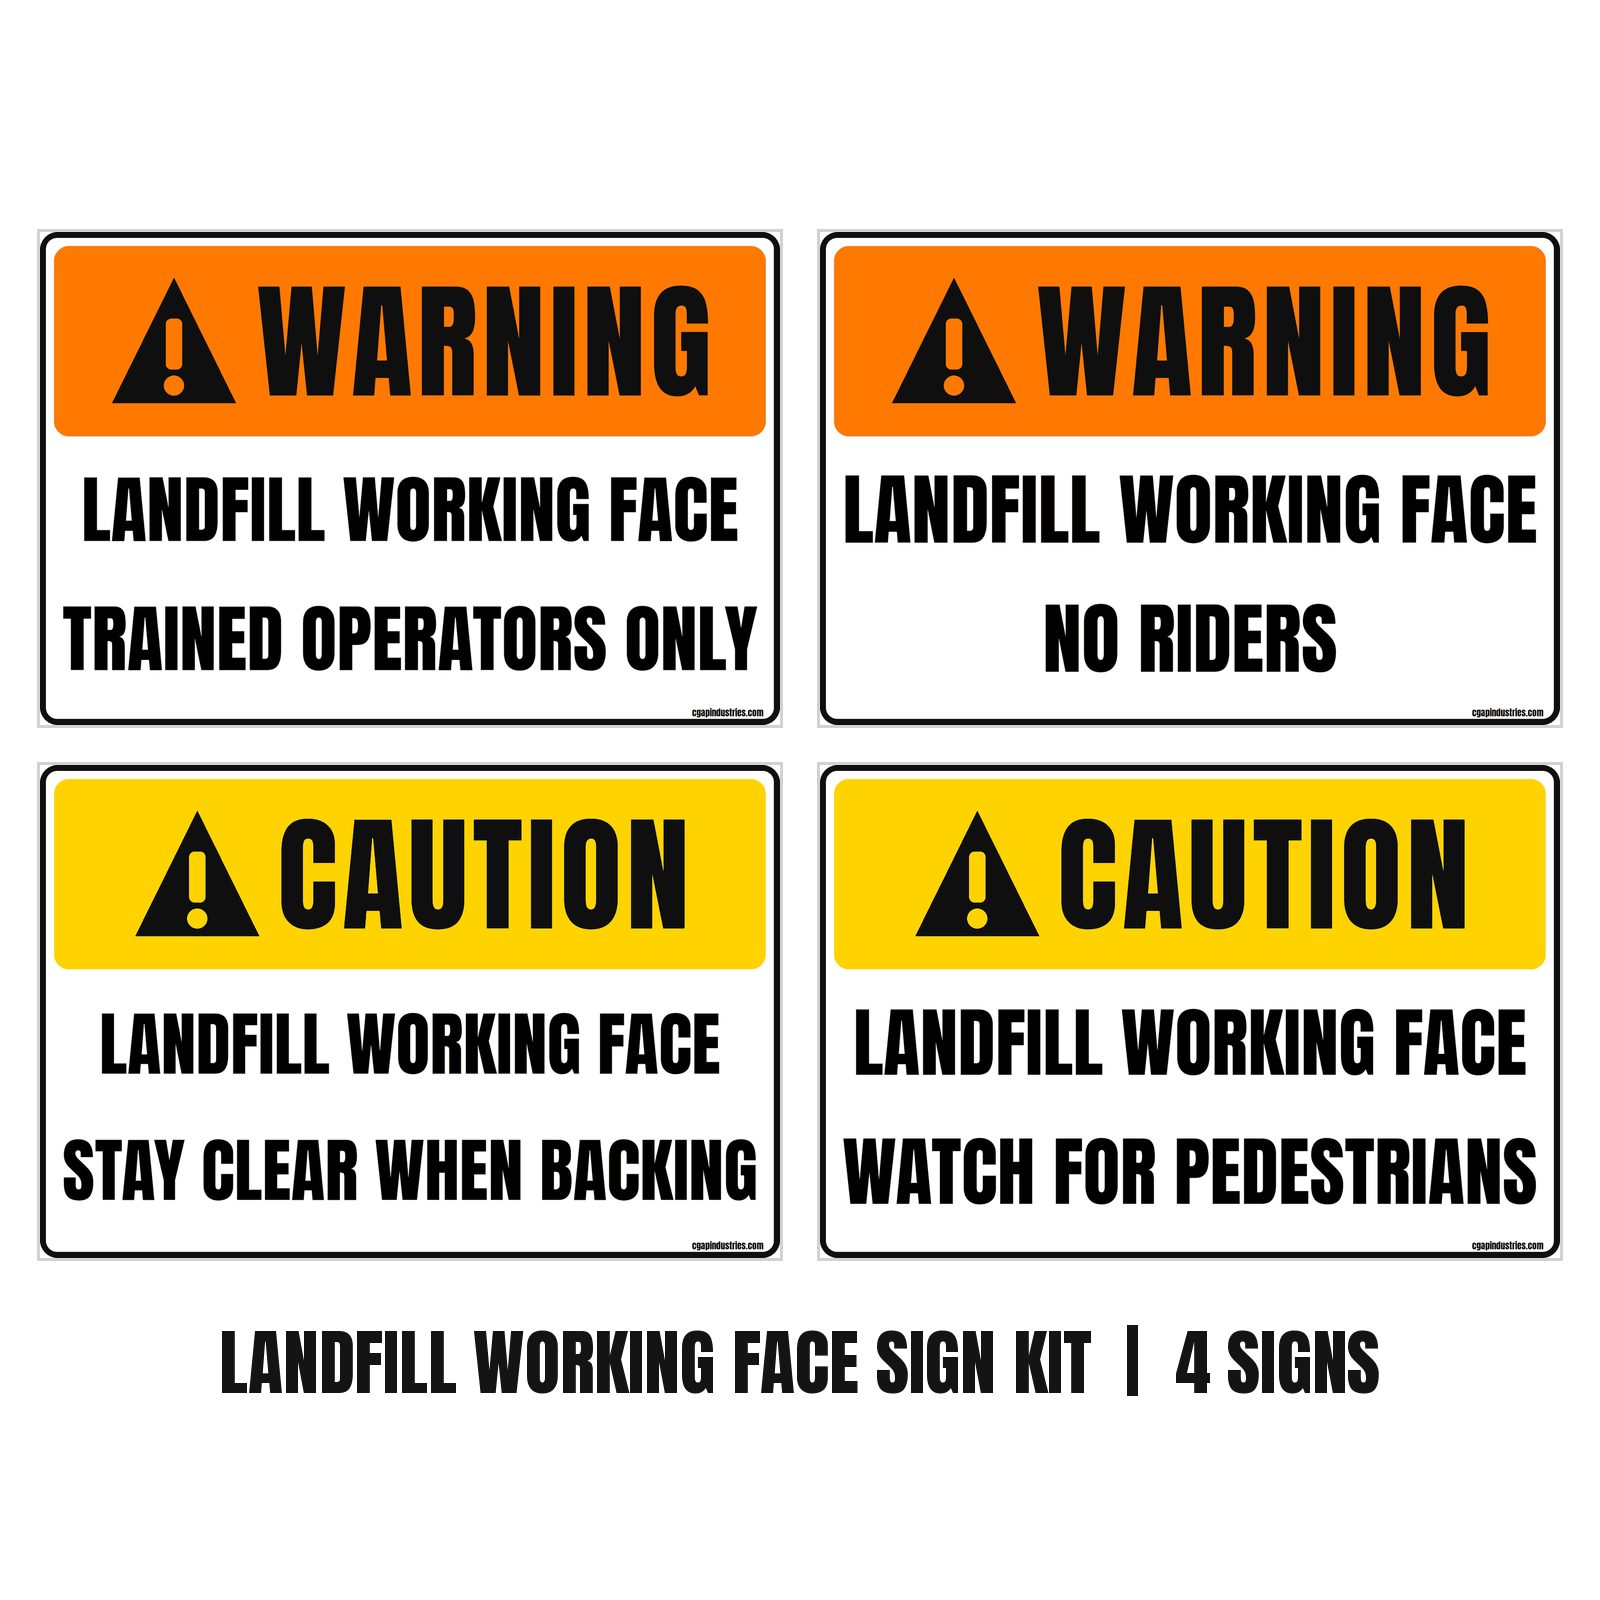 WARNING
LANDFILL WORKING FACE
TRAINED OPERATORS ONLY
cgapindustries.com
WARNING
LANDFILL WORKING FACE
NO RIDERS
cgapindustries.com
CAUTION
LANDFILL WORKING FACE
STAY CLEAR WHEN BACKING
cgapindustries.com
CAUTION
LANDFILL WORKING FACE
WATCH FOR PEDESTRIANS
cgapindustries.com
LANDFILL WORKING FACE SIGN KIT | 4 SIGNS